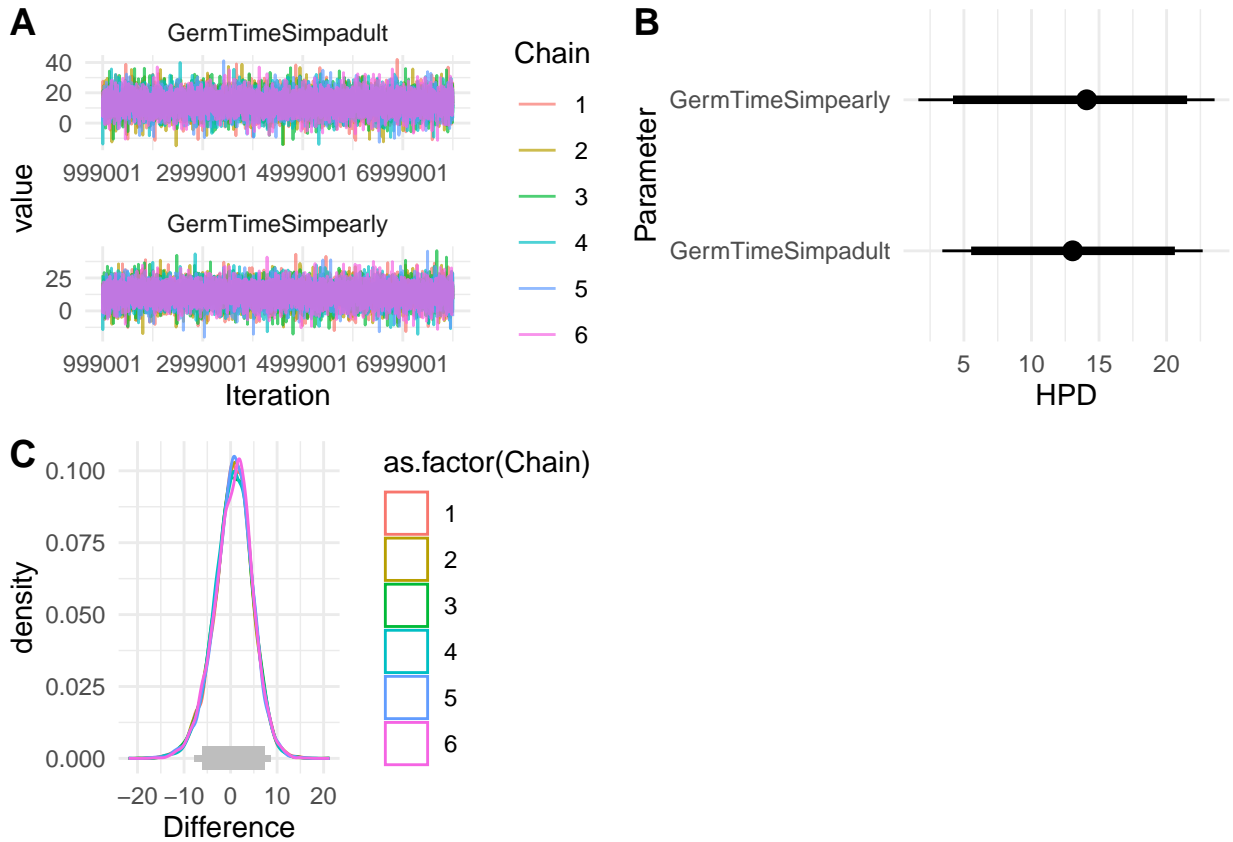 A
GermTimeSimpadult
40
20
0
999001 2999001 4999001 6999001
value
GermTimeSimpearly
25
0
999001 2999001 4999001 6999001
Iteration
Chain
1
2
3
4
5
6
B
Parameter
GermTimeSimpearly
GermTimeSimpadult
5 10 15 20
HPD
C
density
0.100
0.075
0.050
0.025
0.000
−20 −10 0 10 20
Difference
as.factor(Chain)
1
2
3
4
5
6